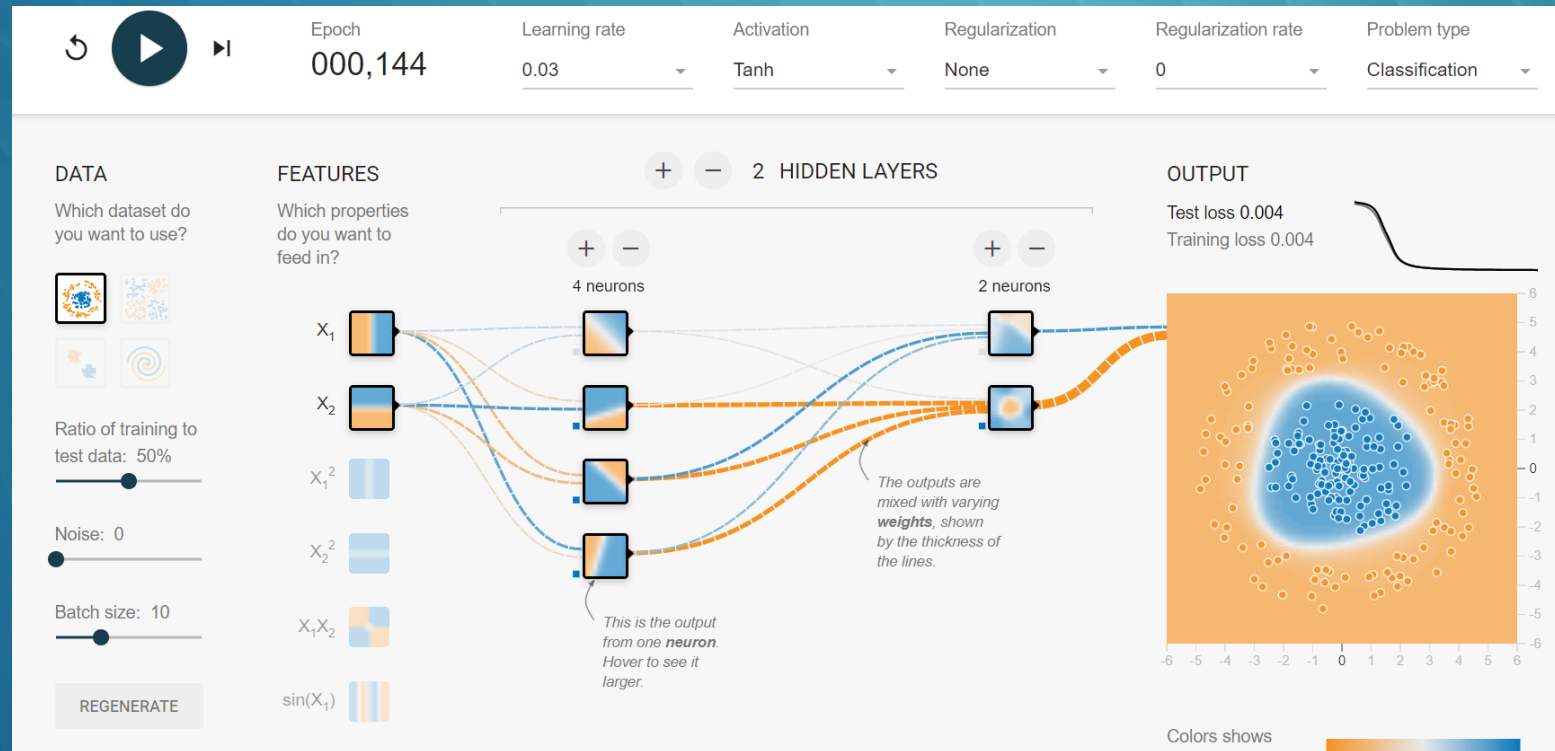 Epoch
000,144
Learning rate
0.03
Activation
Tanh
Regularization
None
Regularization rate
0
Problem type
Classification
DATA
Which dataset do
you want to use?
Ratio of training to
test data: 50%
Noise: 0
Batch size: 10
REGENERATE
FEATURES
Which properties
do you want to
feed in?
X1
X2
X1²
X2²
X1X2
sin(X1)
+ − 2 HIDDEN LAYERS
+ −
4 neurons
+ −
2 neurons
The outputs are
mixed with varying
weights, shown
by the thickness of
the lines.
This is the output
from one neuron.
Hover to see it
larger.
OUTPUT
Test loss 0.004
Training loss 0.004
6
5
4
3
2
1
0
-1
-2
-3
-4
-5
-6
-6 -5 -4 -3 -2 -1 0 1 2 3 4 5 6
Colors shows